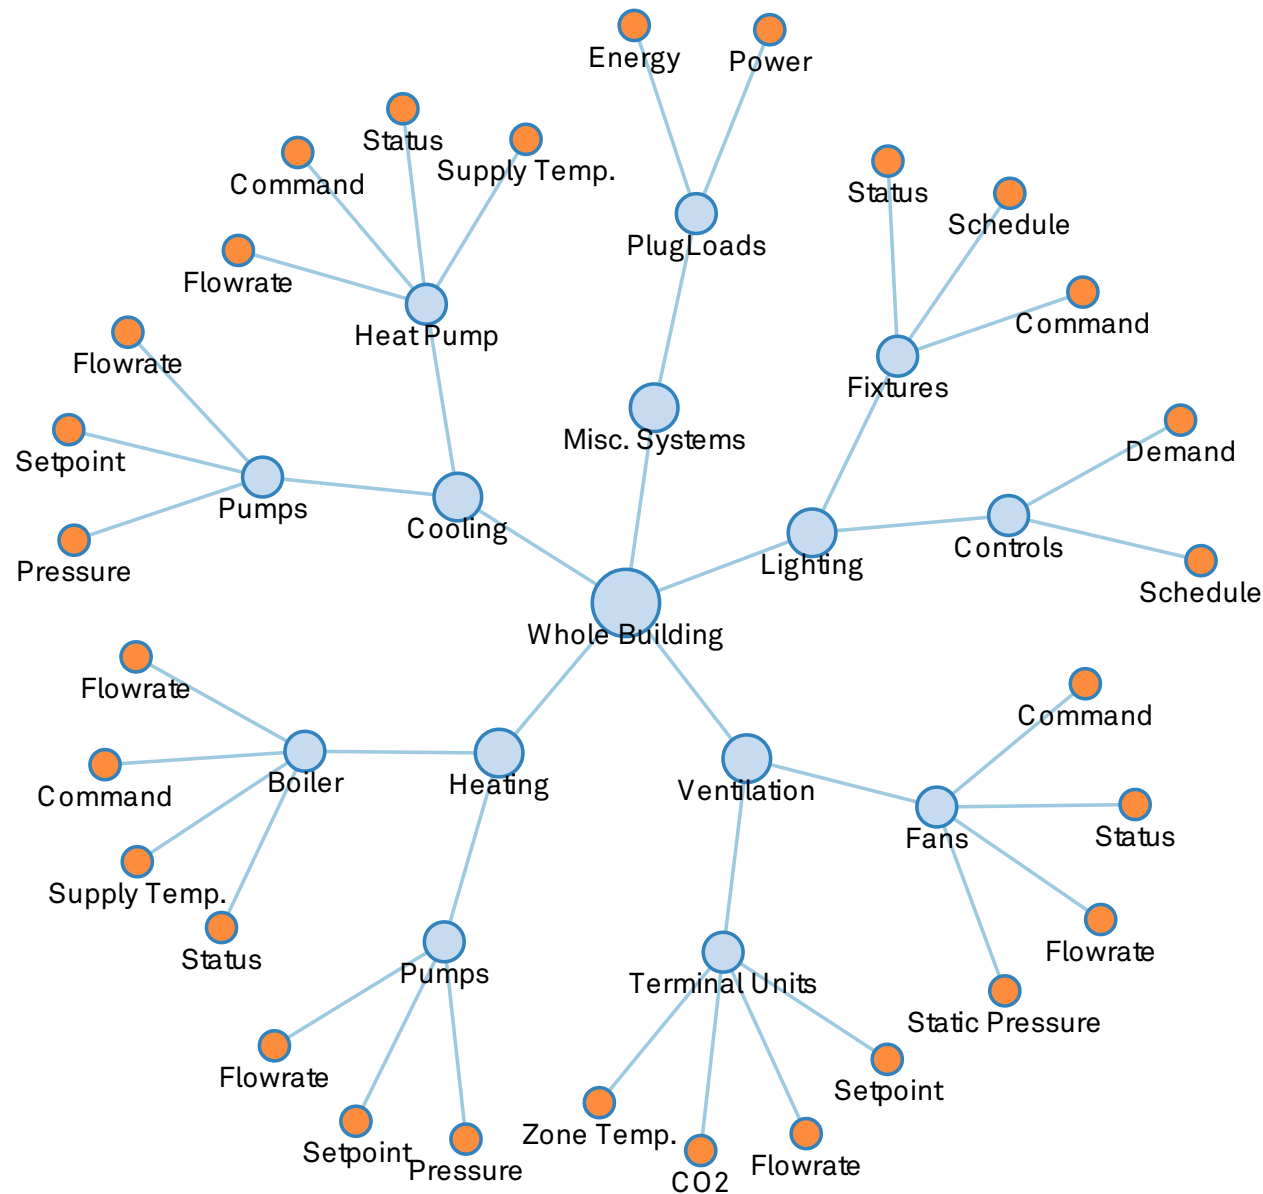 Energy
Power
Status
Supply Temp.
Command
Flowrate
Heat Pump
PlugLoads
Status
Schedule
Command
Fixtures
Flowrate
Setpoint
Pressure
Pumps
Cooling
Misc. Systems
Demand
Controls
Schedule
Lighting
Whole Building
Flowrate
Command
Supply Temp.
Status
Boiler
Heating
Ventilation
Command
Status
Fans
Flowrate
Static Pressure
Pumps
Flowrate
Setpoint
Pressure
Terminal Units
Zone Temp.
CO2
Flowrate
Setpoint